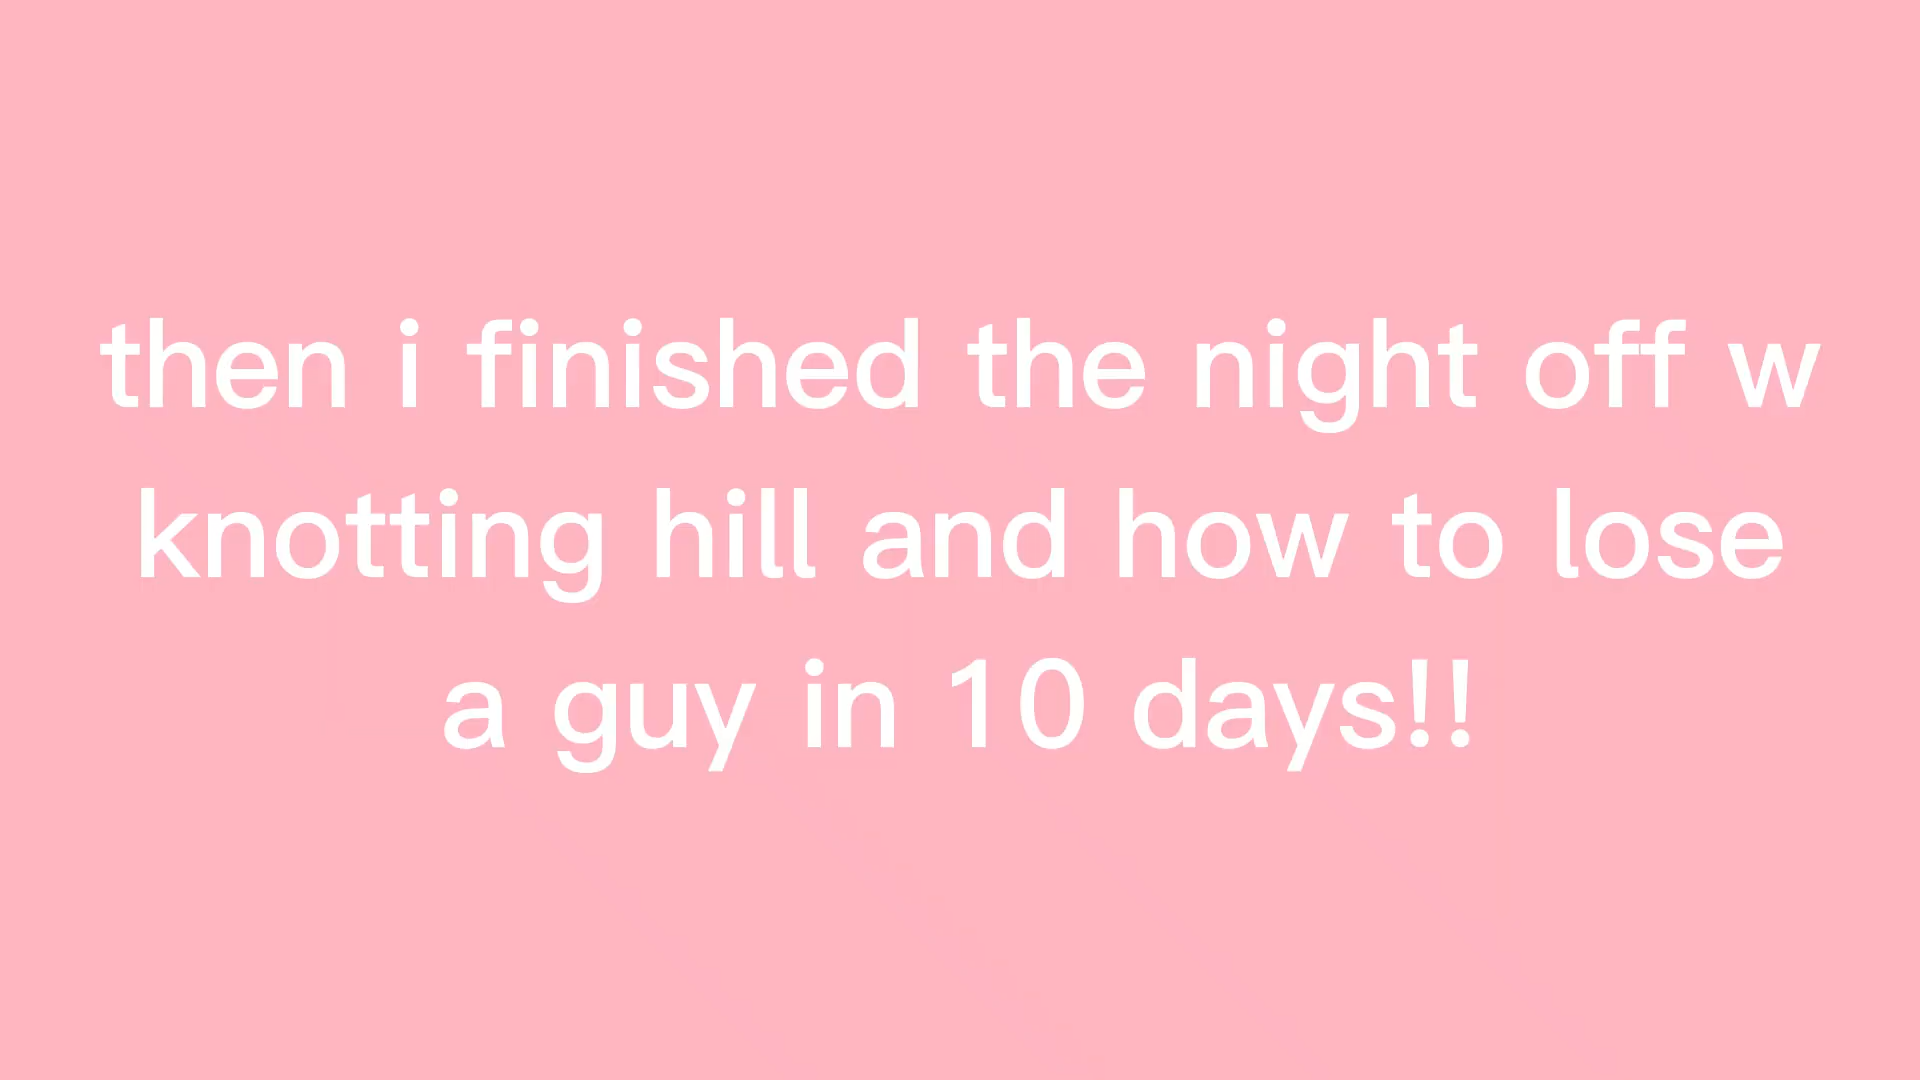 then i finished the night off w
knotting hill and how to lose
a guy in 10 days!!